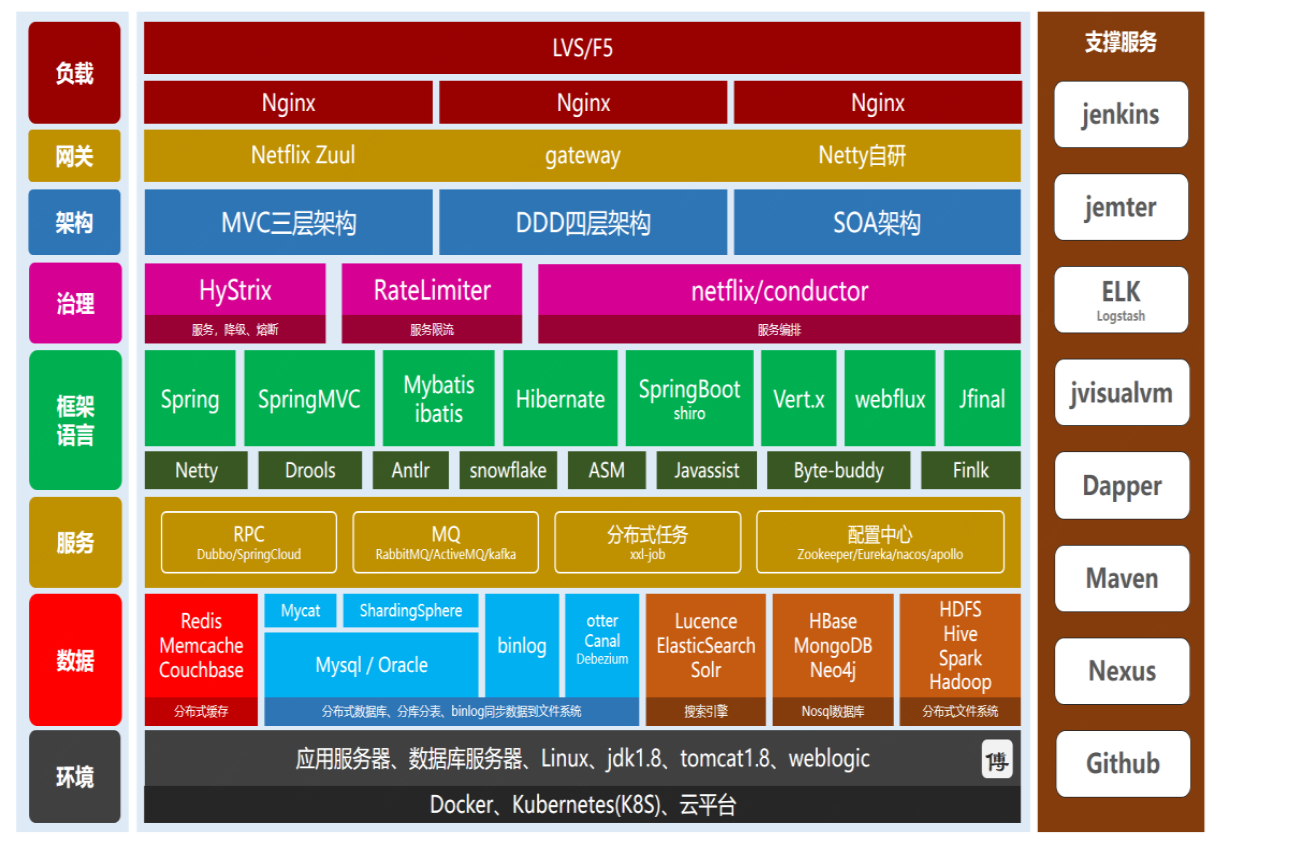 负载
LVS/F5
Nginx
Nginx
Nginx
网关
Netflix Zuul
gateway
Netty自研
架构
MVC三层架构
DDD四层架构
SOA架构
治理
HyStrix
服务，降级、熔断
RateLimiter
服务限流
netflix/conductor
服务编排
框架
语言
Spring
SpringMVC
Mybatis
ibatis
Hibernate
SpringBoot
shiro
Vert.x
webflux
Jfinal
Netty
Drools
Antlr
snowflake
ASM
Javassist
Byte-buddy
Finlk
服务
RPC
Dubbo/SpringCloud
MQ
RabbitMQ/ActiveMQ/kafka
分布式任务
xxl-job
配置中心
Zookeeper/Eureka/nacos/apollo
数据
Redis
Memcache
Couchbase
分布式缓存
Mycat
ShardingSphere
Mysql / Oracle
binlog
otter
Canal
Debezium
分布式数据库、分库分表、binlog同步数据到文件系统
Lucence
ElasticSearch
Solr
搜索引擎
HBase
MongoDB
Neo4j
Nosql数据库
HDFS
Hive
Spark
Hadoop
分布式文件系统
环境
应用服务器、数据库服务器、Linux、jdk1.8、tomcat1.8、weblogic
傅
Docker、Kubernetes(K8S)、云平台
支撑服务
jenkins
jemter
ELK
Logstash
jvisualvm
Dapper
Maven
Nexus
Github